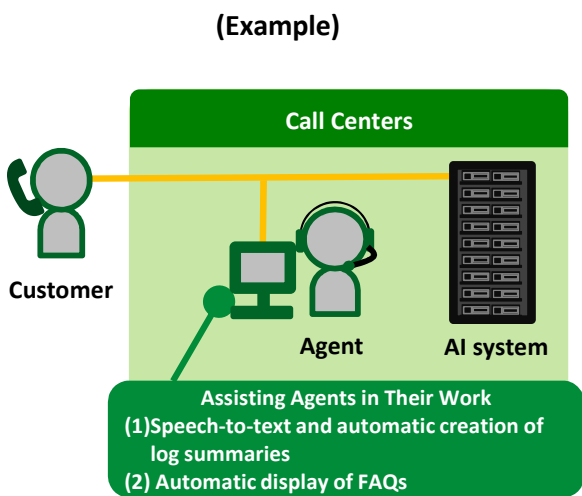 (Example)
Call Centers
Customer
Agent
AI system
Assisting Agents in Their Work
(1)Speech-to-text and automatic creation of
log summaries
(2) Automatic display of FAQs